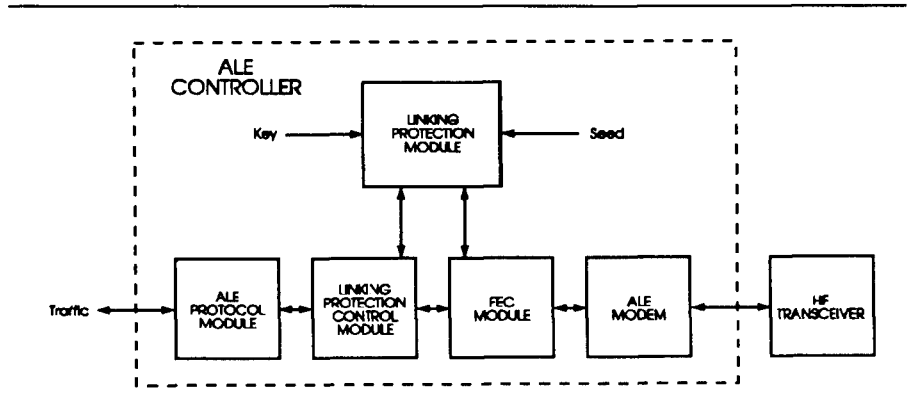 ALE
CONTROLLER
LINKING
PROTECTION
MODULE
Key
Seed
Traffic
ALE
PROTOCOL
MODULE
LINKING
PROTECTION
CONTROL
MODULE
FEC
MODULE
ALE
MODEM
HF
TRANSCEIVER